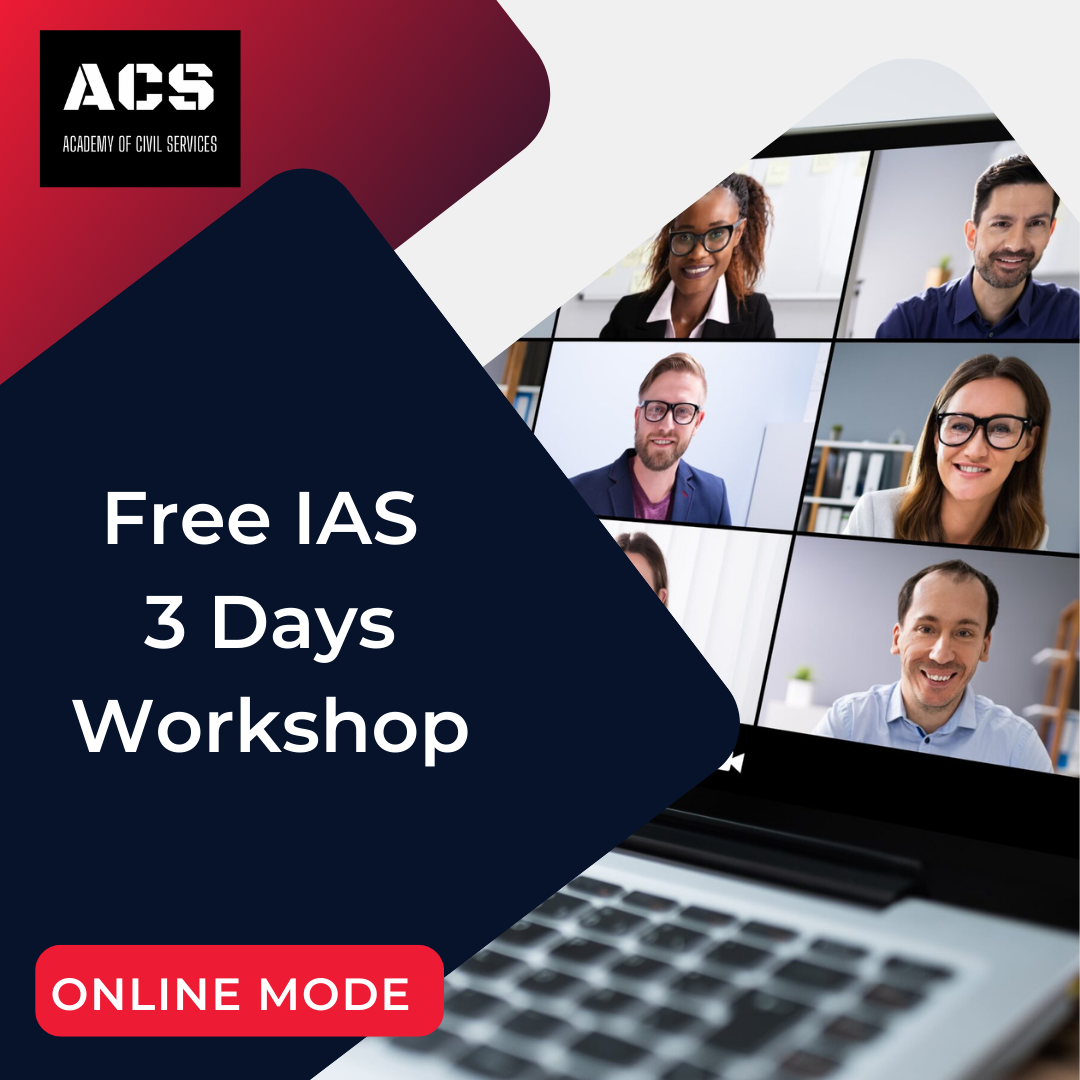 ACS
ACADEMY OF CIVIL SERVICES
Free IAS
3 Days
Workshop
ONLINE MODE